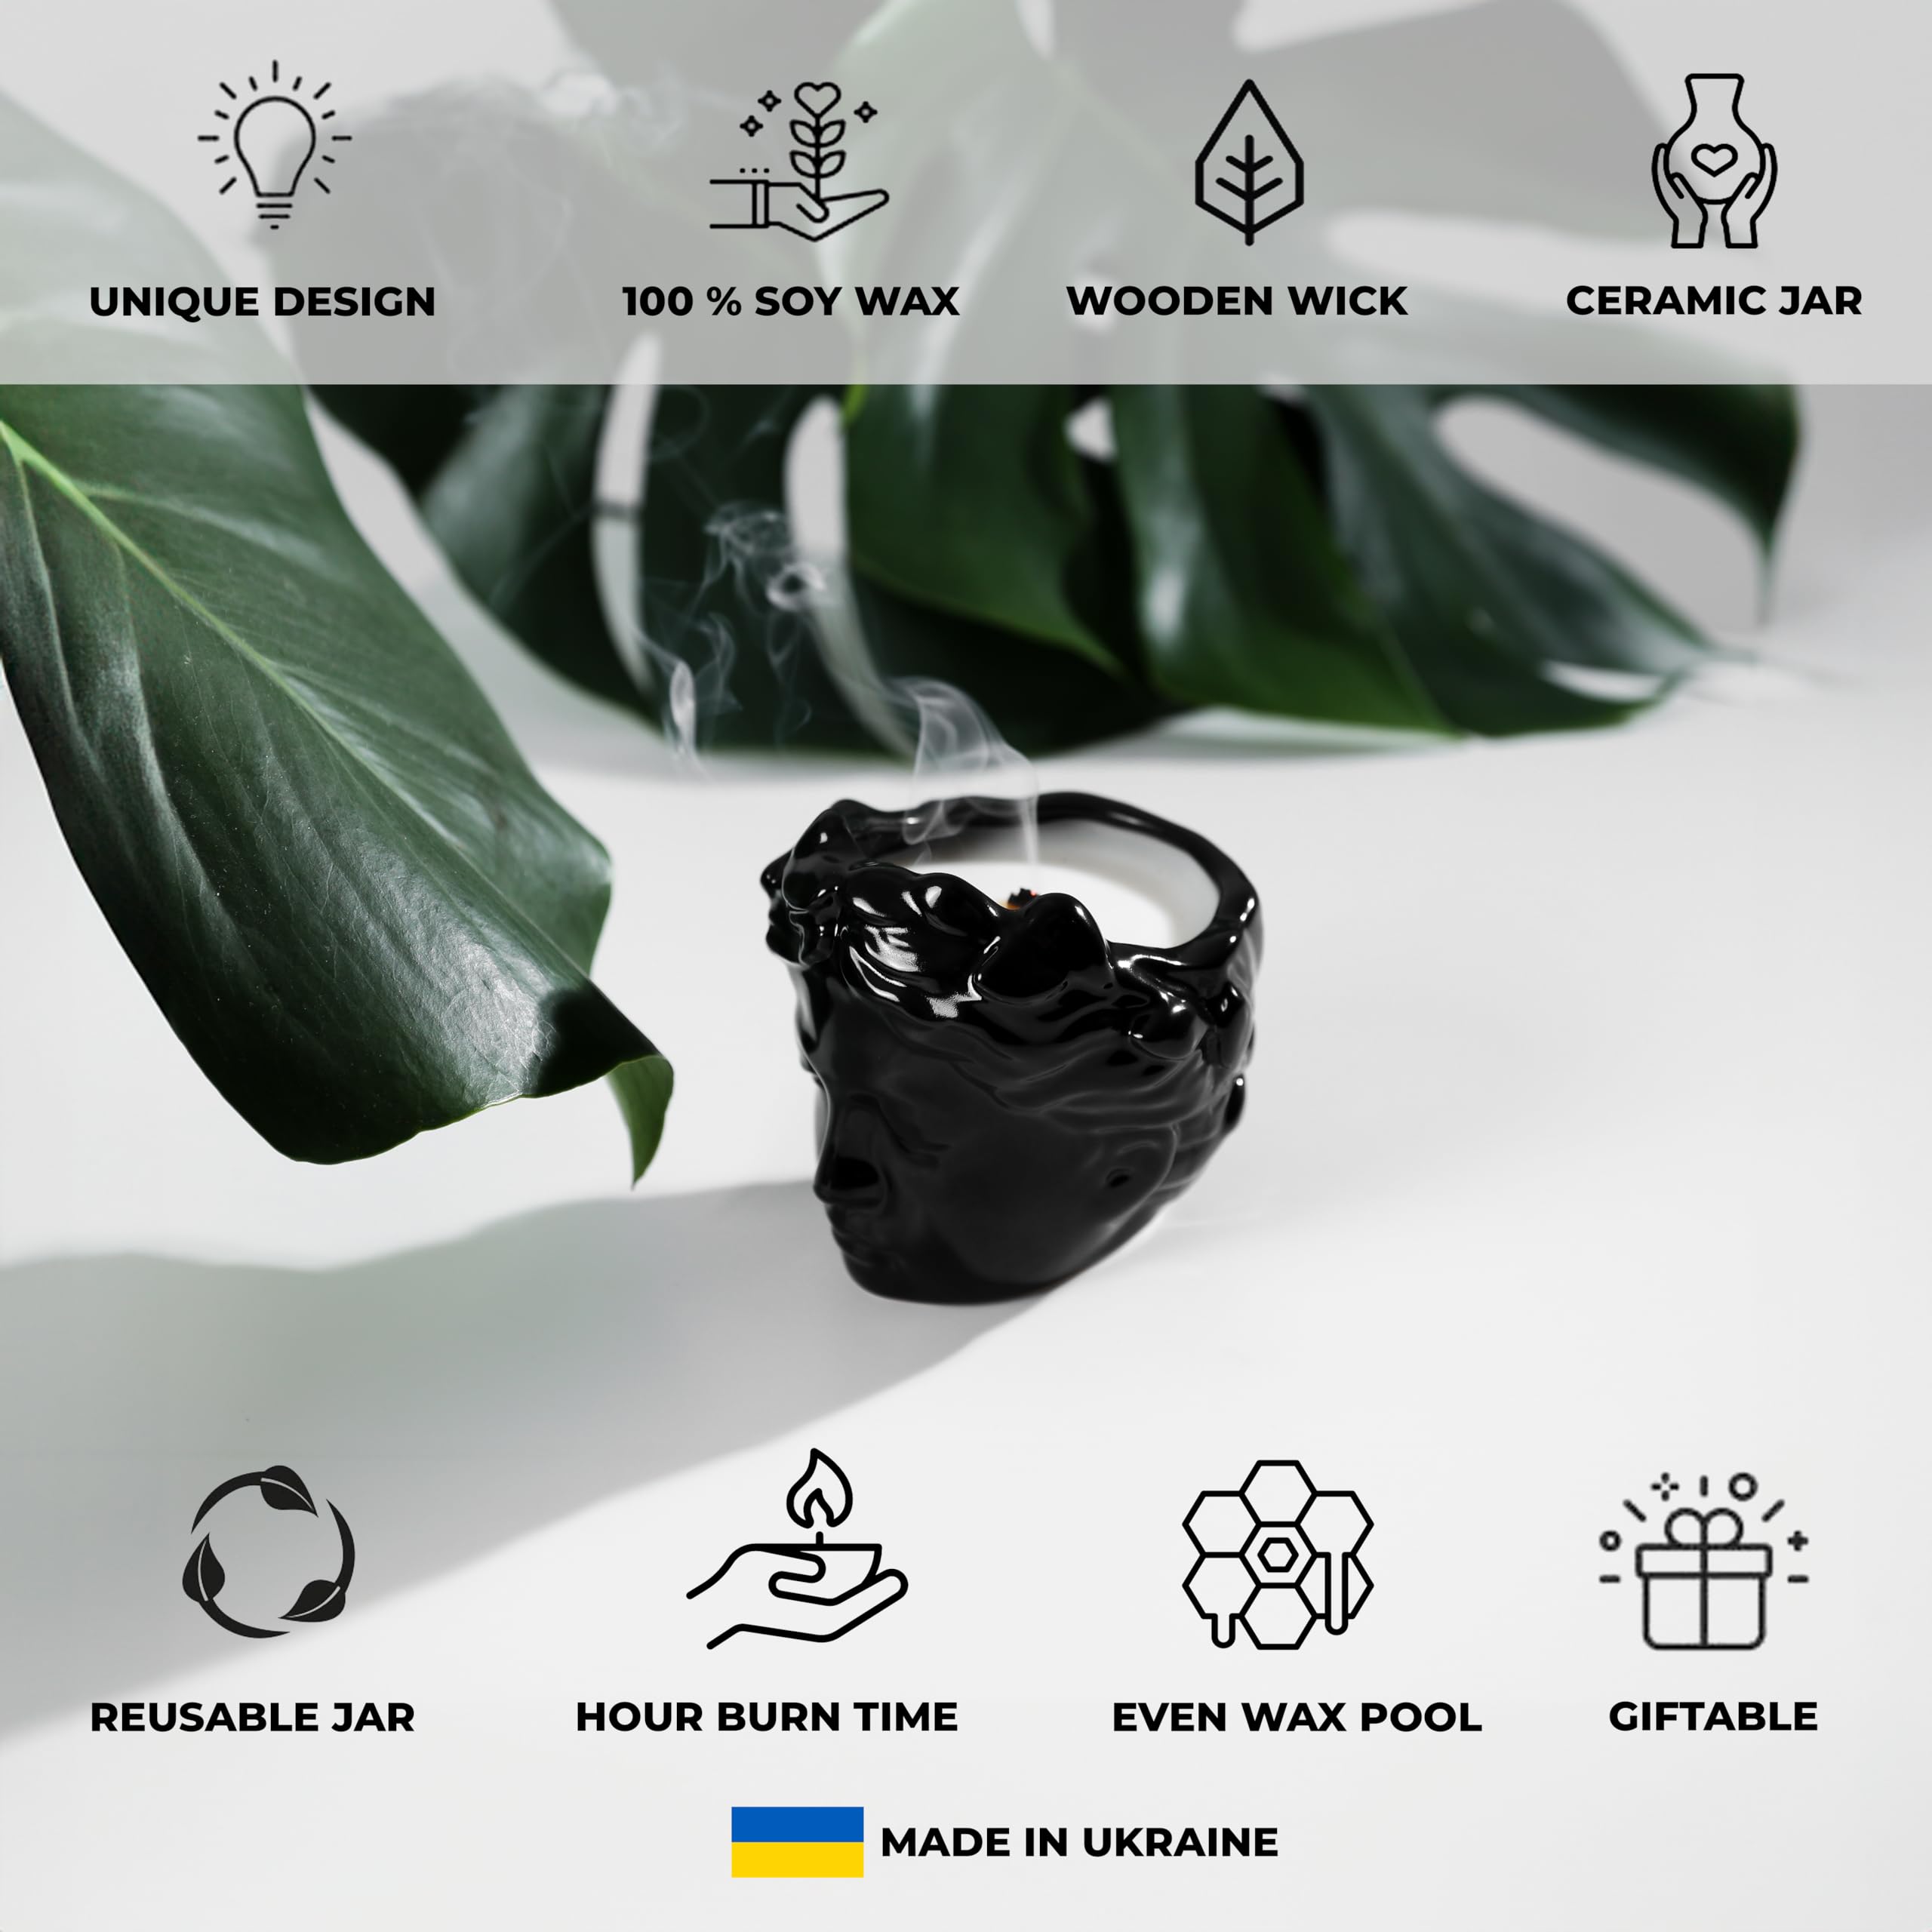 UNIQUE DESIGN
100 % SOY WAX
WOODEN WICK
CERAMIC JAR
REUSABLE JAR
HOUR BURN TIME
EVEN WAX POOL
GIFTABLE
MADE IN UKRAINE